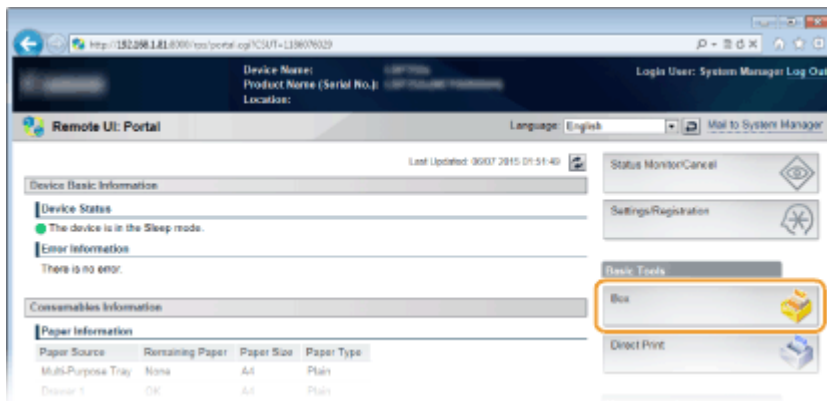 Device Name:
Product Name (Serial No.):
Location:
Login User: System Manager Log Out
Remote UI: Portal
Language: English
Mail to System Manager
Last Updated: 06/07 2015 01:51:49
Device Basic Information
Device Status
The device is in the Sleep mode.
Error Information
There is no error.
Consumables Information
Paper Information
Paper Source Remaining Paper Paper Size Paper Type
Multi-Purpose Tray None A4 Plain
Drawer 1 OK A4 Plain
Status Monitor/Cancel
Settings/Registration
Basic Tools
Box
Direct Print